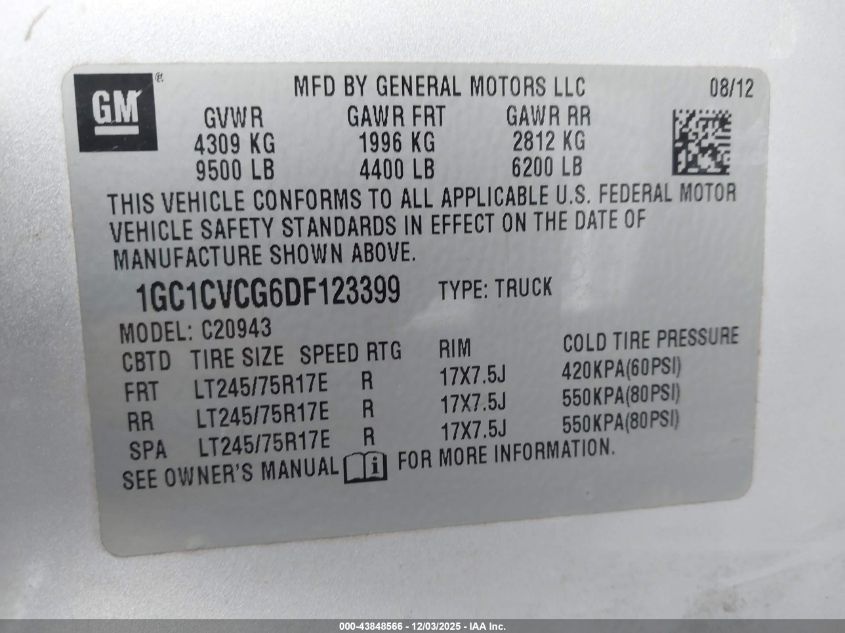 GM ® MFD BY GENERAL MOTORS LLC 08/12
GVWR GAWR FRT GAWR RR
4309 KG 1996 KG 2812 KG
9500 LB 4400 LB 6200 LB
THIS VEHICLE CONFORMS TO ALL APPLICABLE U.S. FEDERAL MOTOR
VEHICLE SAFETY STANDARDS IN EFFECT ON THE DATE OF
MANUFACTURE SHOWN ABOVE.
1GC1CVCG6DF123399 TYPE: TRUCK
MODEL: C20943
CBTD TIRE SIZE SPEED RTG RIM COLD TIRE PRESSURE
FRT LT245/75R17E R 17X7.5J 420KPA(60PSI)
RR LT245/75R17E R 17X7.5J 550KPA(80PSI)
SPA LT245/75R17E R 17X7.5J 550KPA(80PSI)
SEE OWNER'S MANUAL i FOR MORE INFORMATION.
000-43848566 - 12/03/2025 - IAA Inc.